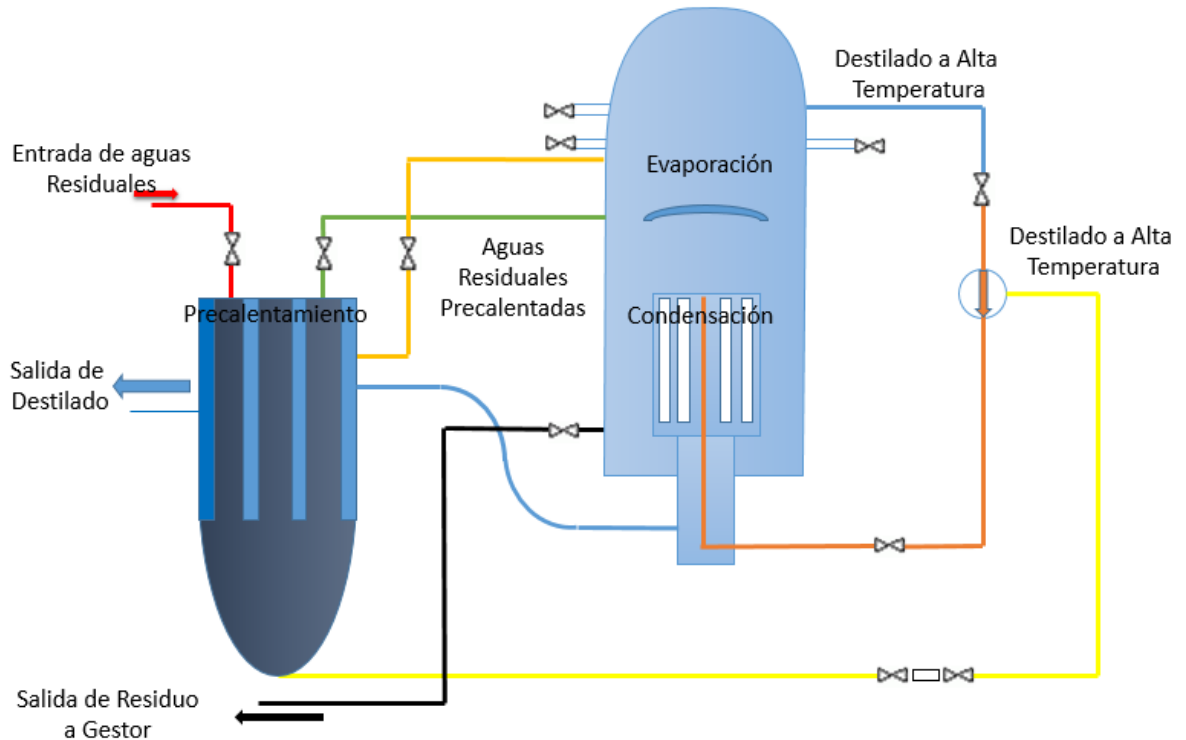 Destilado a Alta
Temperatura
Entrada de aguas
Residuales
Evaporación
Destilado a Alta
Temperatura
Aguas
Residuales
Precalentadas
Precalentamiento
Condensación
Salida de
Destilado
Salida de Residuo
a Gestor